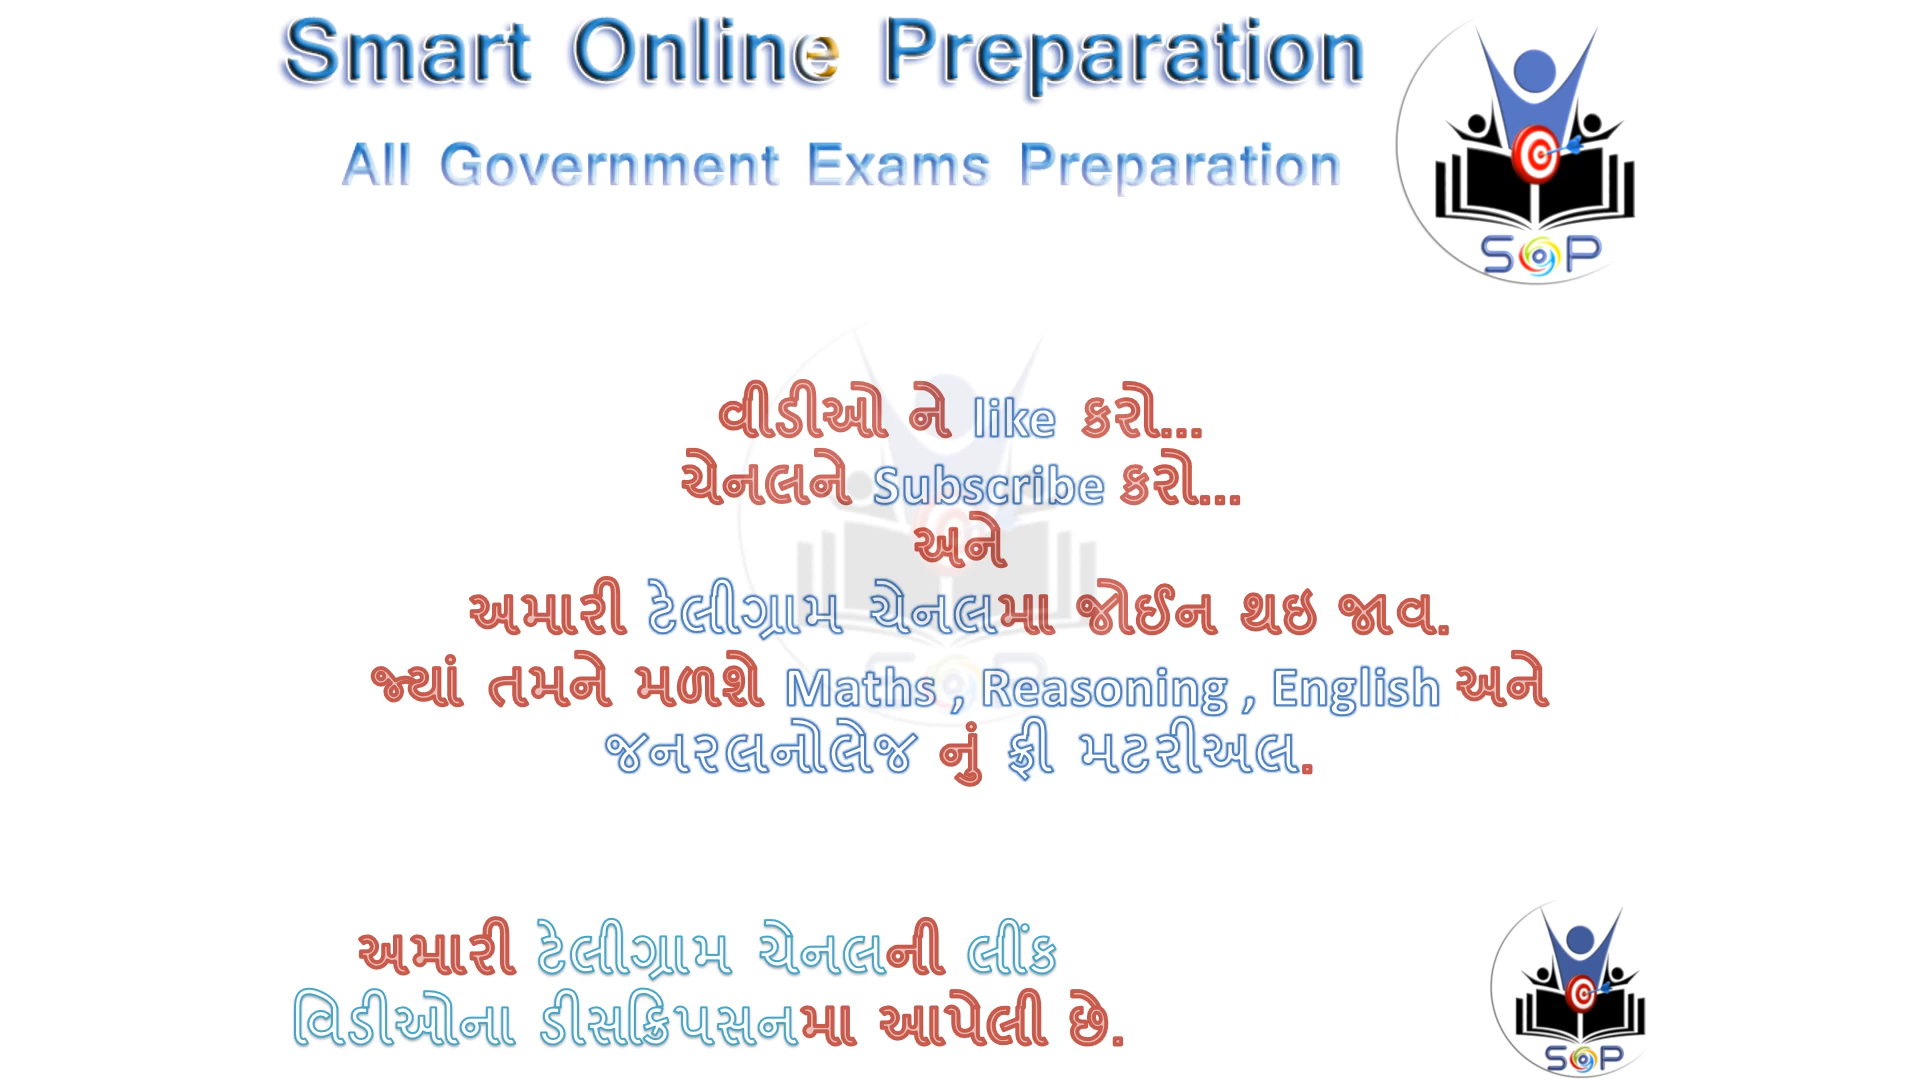 Smart Online Preparation
All Government Exams Preparation
SOP
વીડીઓ ને like કરો...
ચેનલને Subscribe કરો...
અને
અમારી ટેલીગ્રામ ચેનલમા જોઈન થઇ જાવ.
જ્યાં તમને મળશે Maths , Reasoning , English અને
જનરલનોલેજ નું ફ્રી મટરીઅલ.
SOP
અમારી ટેલીગ્રામ ચેનલની લીંક
વિડીઓના ડીસક્રિપસનમા આપેલી છે.
SOP